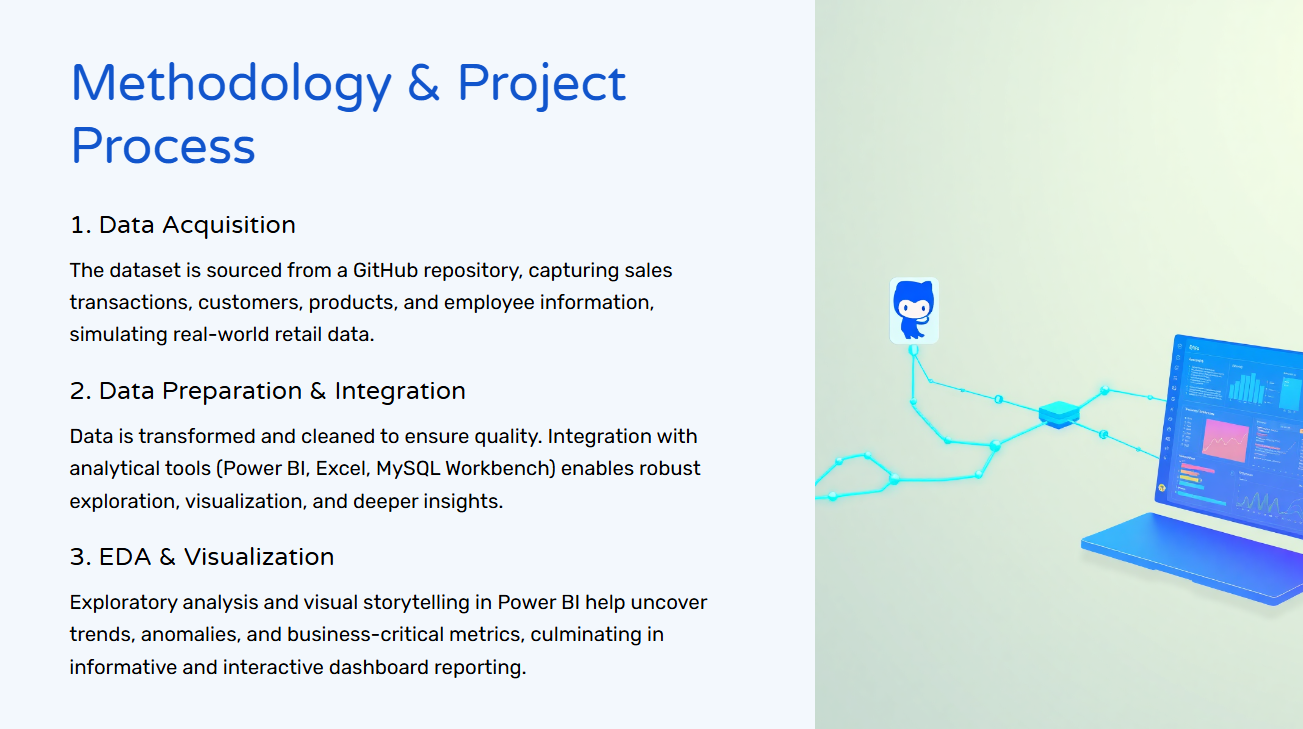 Methodology & Project
Process
1. Data Acquisition
The dataset is sourced from a GitHub repository, capturing sales
transactions, customers, products, and employee information,
simulating real-world retail data.
2. Data Preparation & Integration
Data is transformed and cleaned to ensure quality. Integration with
analytical tools (Power BI, Excel, MySQL Workbench) enables robust
exploration, visualization, and deeper insights.
3. EDA & Visualization
Exploratory analysis and visual storytelling in Power BI help uncover
trends, anomalies, and business-critical metrics, culminating in
informative and interactive dashboard reporting.